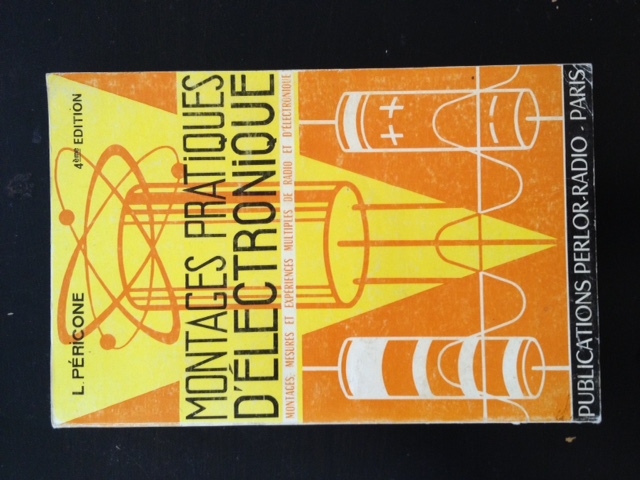 L. PÉRICONE
4ème EDITION
MONTAGES PRATIQUES
D'ÉLECTRONIQUE
MONTAGES, MESURES ET EXPÉRIENCES MULTIPLES DE RADIO ET D'ÉLECTRONIQUE
PUBLICATIONS PERLOR-RADIO - PARIS